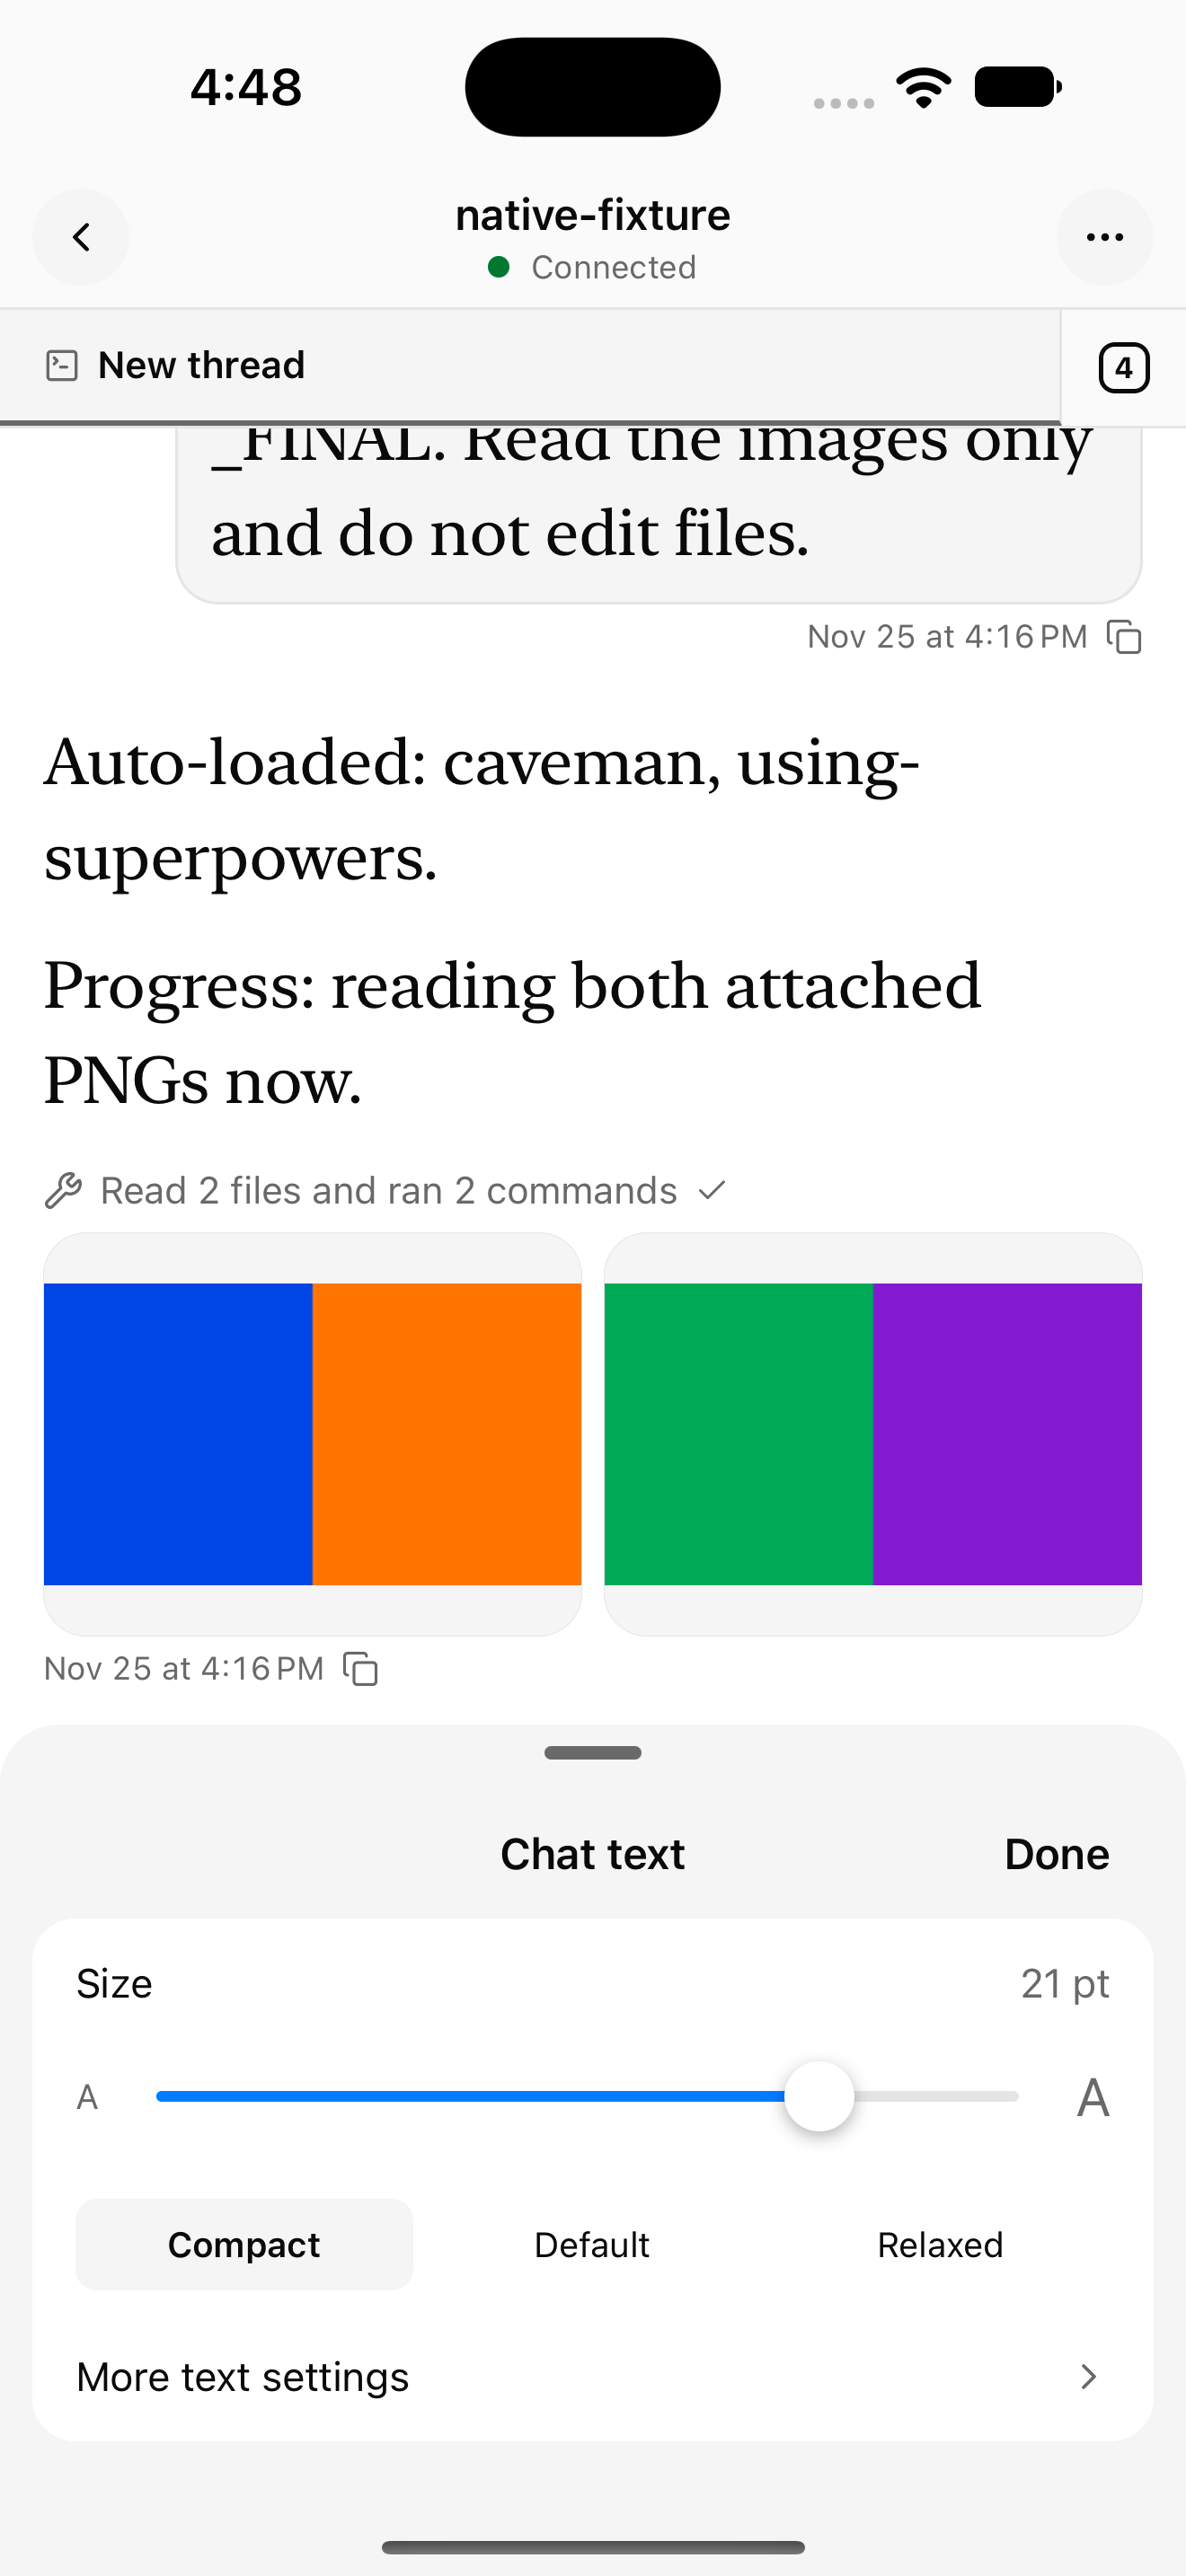 4:48
native-fixture
Connected
New thread
4
_FINAL. Read the images only
and do not edit files.
Nov 25 at 4:16 PM
Auto-loaded: caveman, using-
superpowers.
Progress: reading both attached
PNGs now.
Read 2 files and ran 2 commands
Nov 25 at 4:16 PM
Chat text
Done
Size
21 pt
A
A
Compact
Default
Relaxed
More text settings